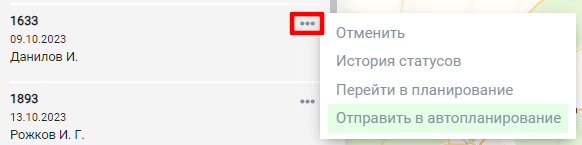 1633
09.10.2023
Данилов И.
1893
13.10.2023
Рожков И. Г.
Отменить
История статусов
Перейти в планирование
Отправить в автопланирование